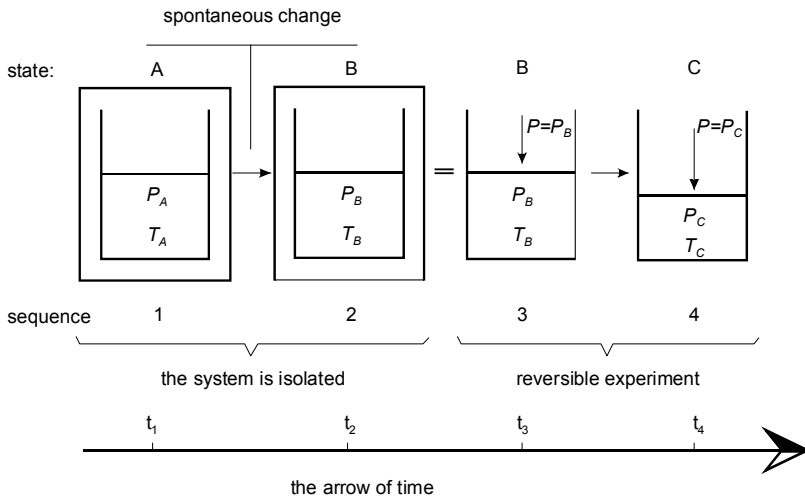 spontaneous change
state: A B B C
P=P_B P=P_C
P_A P_B P_B P_C
T_A T_B T_B T_C
=
sequence 1 2 3 4
the system is isolated reversible experiment
t_1 t_2 t_3 t_4
the arrow of time